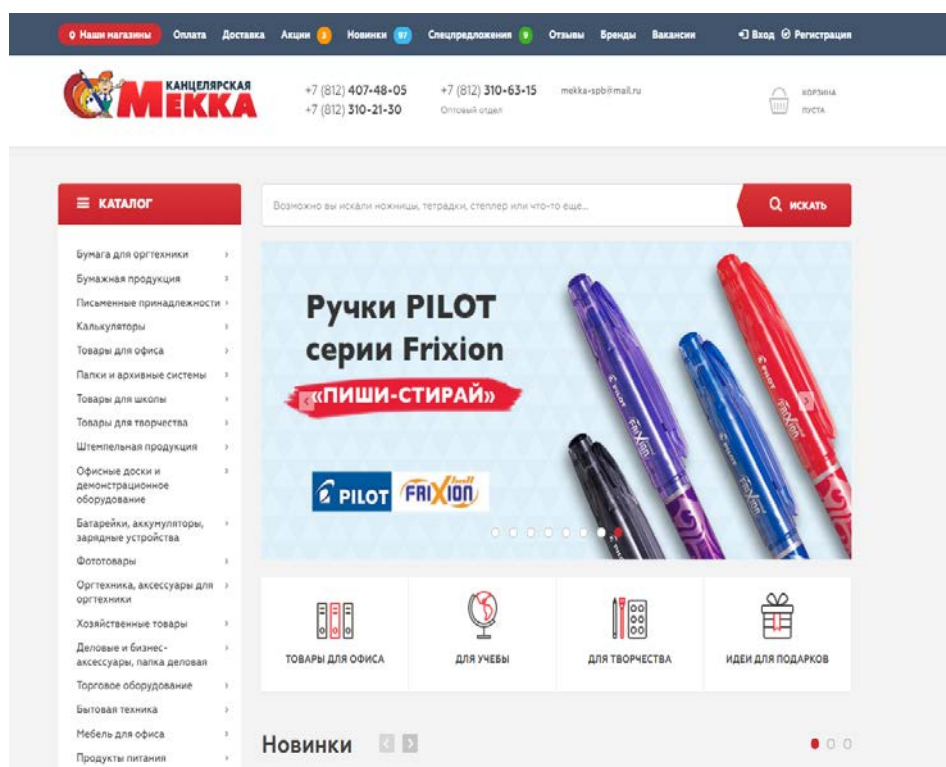 Наши магазины Оплата Доставка Акции 3 Новинки 97 Спецпредложения 9 Отзывы Бренды Вакансии Вход Регистрация
КАНЦЕЛЯРСКАЯ
МЕККА
+7 (812) 407-48-05
+7 (812) 310-21-30
+7 (812) 310-63-15
Оптовый отдел
mekka-spb@mail.ru
КОРЗИНА
ПУСТА
КАТАЛОГ
Возможно вы искали ножницы, тетрадки, степлер или что-то еще...
ИСКАТЬ
Бумага для оргтехники
Бумажная продукция
Письменные принадлежности
Калькуляторы
Товары для офиса
Папки и архивные системы
Товары для школы
Товары для творчества
Штемпельная продукция
Офисные доски и
демонстрационное
оборудование
Батарейки, аккумуляторы,
зарядные устройства
Фототовары
Оргтехника, аксессуары для
оргтехники
Хозяйственные товары
Деловые и бизнес-
аксессуары, папка деловая
Торговое оборудование
Бытовая техника
Мебель для офиса
Продукты питания
Ручки PILOT
серии Frixion
«ПИШИ-СТИРАЙ»
PILOT
FRIXION
ball
PILOT
FRIXION
PILOT
FRIXION
ТОВАРЫ ДЛЯ ОФИСА
ДЛЯ УЧЕБЫ
ДЛЯ ТВОРЧЕСТВА
ИДЕИ ДЛЯ ПОДАРКОВ
Новинки